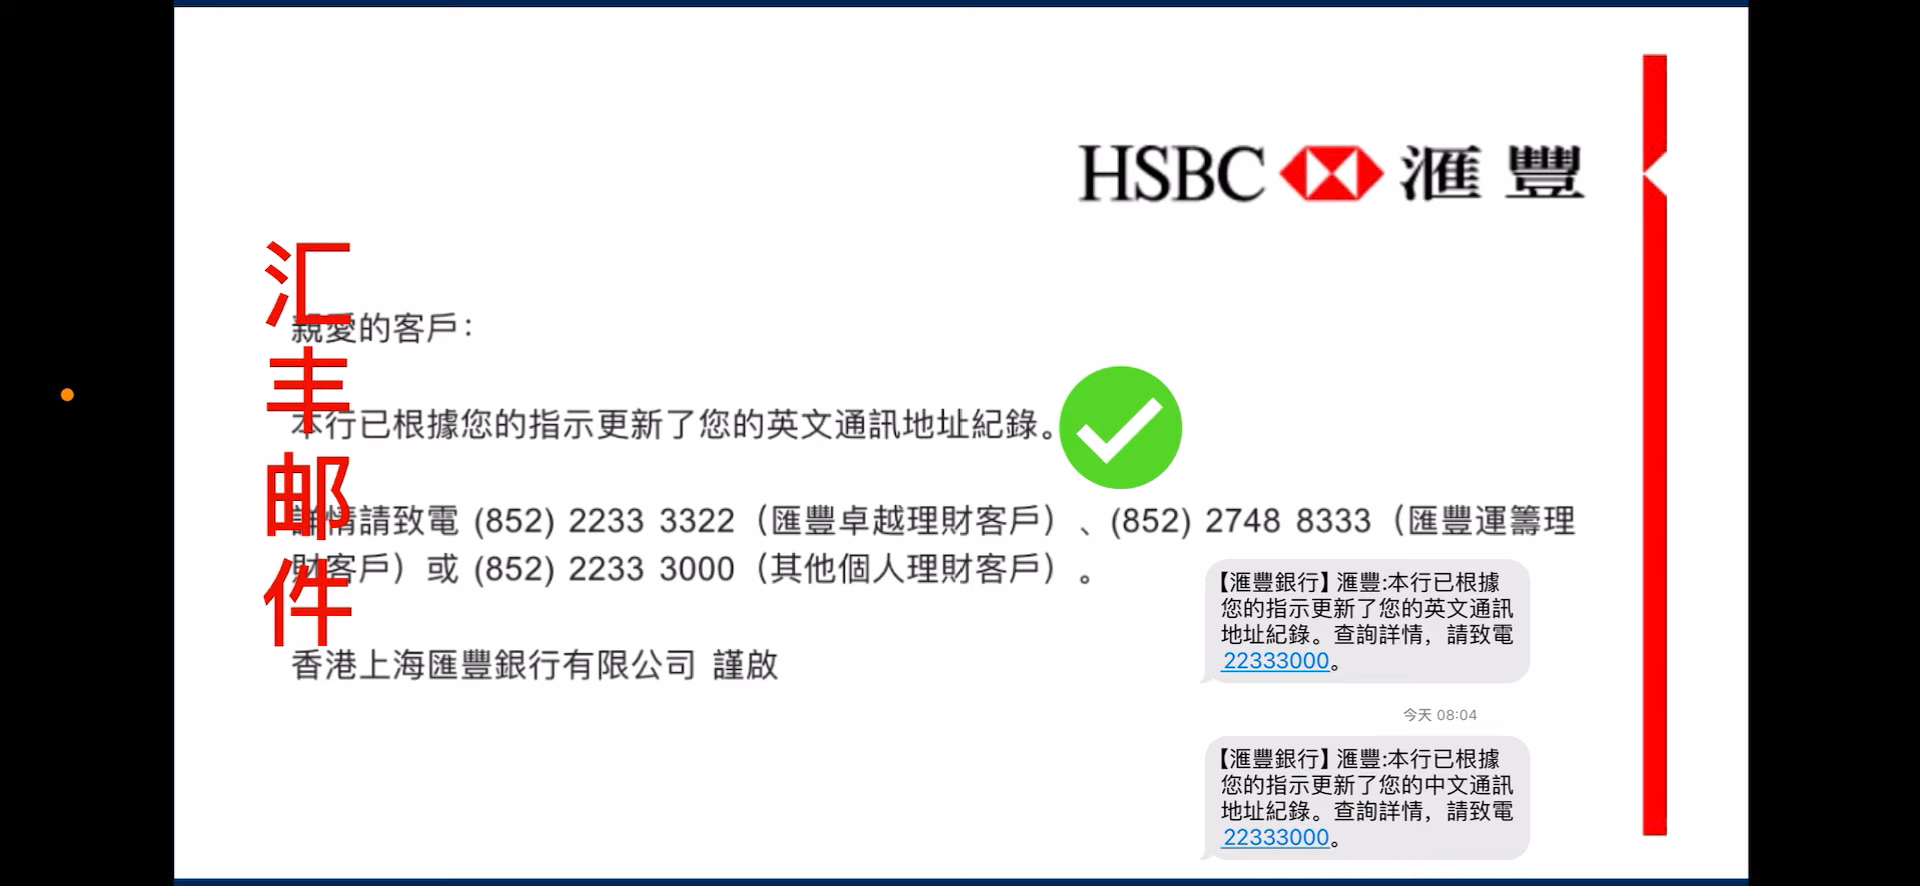 HSBC 滙豐
汇丰邮件
親愛的客戶：
本行已根據您的指示更新了您的英文通訊地址紀錄。
詳情請致電 (852) 2233 3322（匯豐卓越理財客戶）、(852) 2748 8333（匯豐運籌理
財客戶）或 (852) 2233 3000（其他個人理財客戶）。
香港上海匯豐銀行有限公司 謹啟
【滙豐銀行】滙豐:本行已根據
您的指示更新了您的英文通訊
地址紀錄。查詢詳情，請致電
22333000。
今天 08:04
【滙豐銀行】滙豐:本行已根據
您的指示更新了您的中文通訊
地址紀錄。查詢詳情，請致電
22333000。